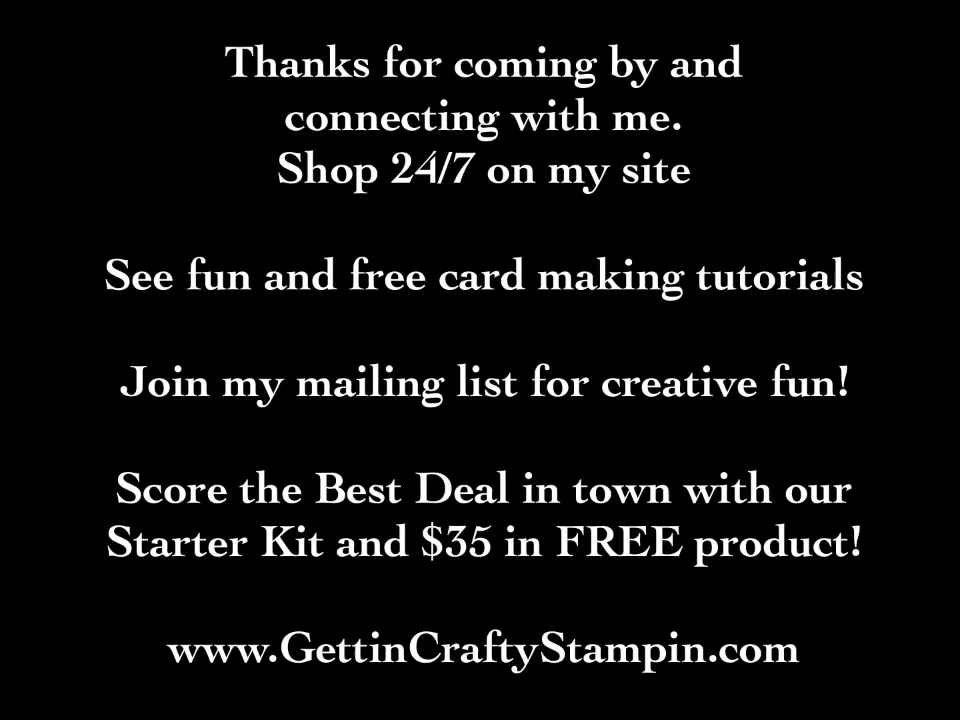 Thanks for coming by and
connecting with me.
Shop 24/7 on my site
See fun and free card making tutorials
Join my mailing list for creative fun!
Score the Best Deal in town with our
Starter Kit and $35 in FREE product!
www.GettinCraftyStampin.com